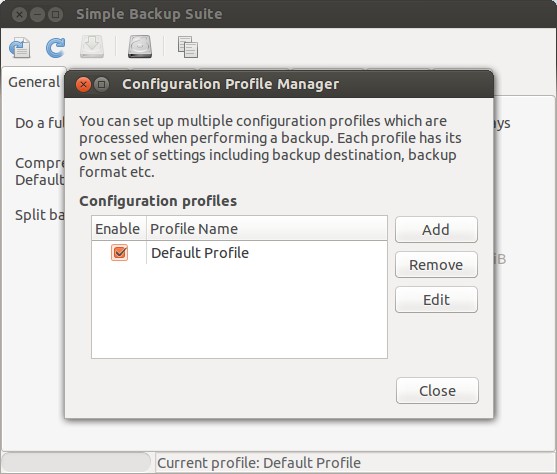 Simple Backup Suite
General
Configuration Profile Manager
Do a ful
ys
You can set up multiple configuration profiles which are
processed when performing a backup. Each profile has its
own set of settings including backup destination, backup
format etc.
Compre
Default
Split ba
Configuration profiles
Enable Profile Name
Default Profile
Add
Remove
Edit
iB
Close
Current profile: Default Profile